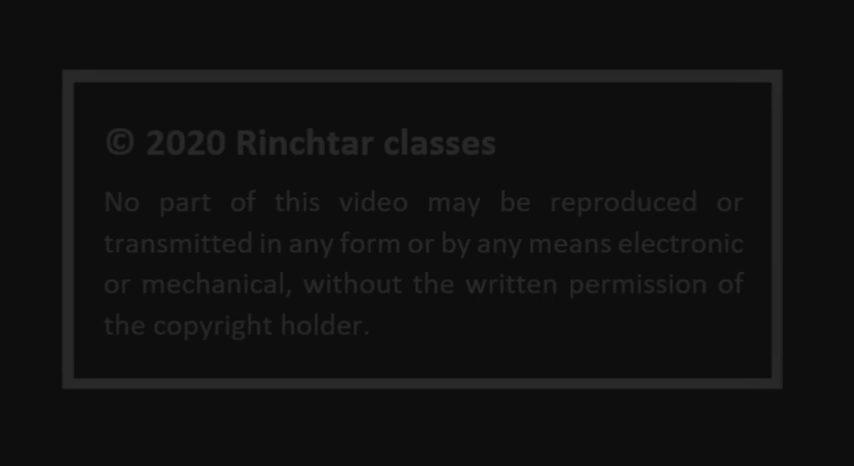 © 2020 Rinchtar classes
No part of this video may be reproduced or
transmitted in any form or by any means electronic
or mechanical, without the written permission of
the copyright holder.